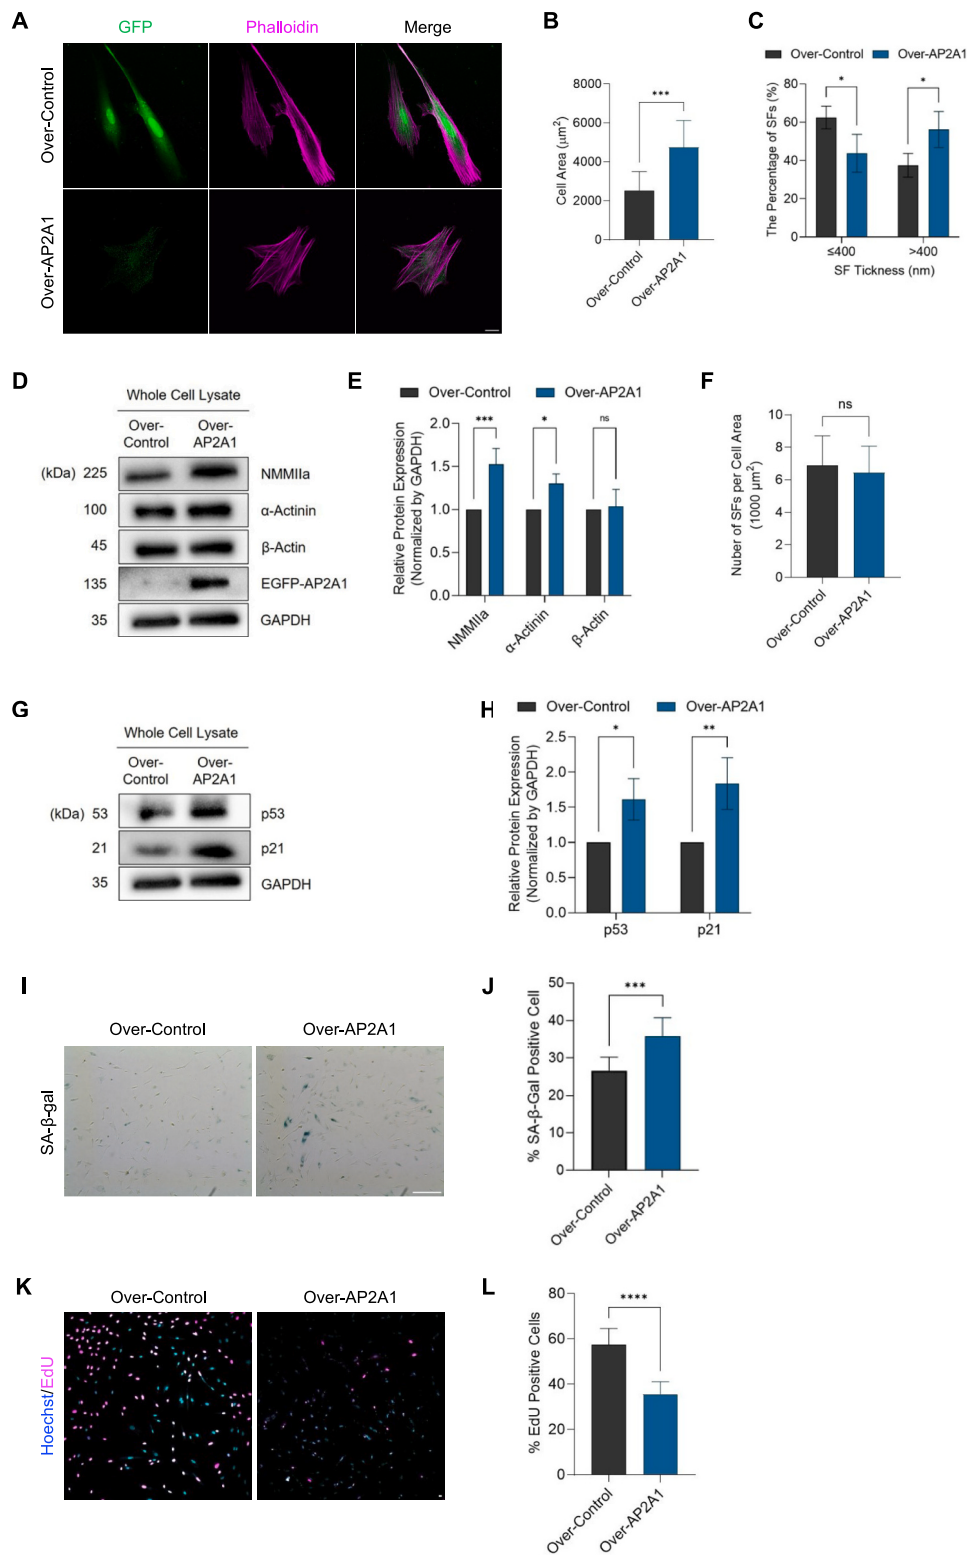 A
GFP
Phalloidin
Merge
Over-Control
Over-AP2A1
B
***
Cell Area (μm²)
8000
6000
4000
2000
0
Over-Control
Over-AP2A1
C
Over-Control
Over-AP2A1
The Percentage of SFs (%)
80
60
40
20
0
*
*
≤400
>400
SF Tickness (nm)
D
Whole Cell Lysate
Over-Control
Over-AP2A1
(kDa)
225
NMMIIa
100
α-Actinin
45
β-Actin
135
EGFP-AP2A1
35
GAPDH
E
Over-Control
Over-AP2A1
Relative Protein Expression
(Normalized by GAPDH)
2.0
1.5
1.0
0.5
0.0
***
*
ns
NMMIIa
α-Actinin
β-Actin
F
Nuber of SFs per Cell Area
(1000 μm²)
10
8
6
4
2
0
ns
Over-Control
Over-AP2A1
G
Whole Cell Lysate
Over-Control
Over-AP2A1
(kDa)
53
p53
21
p21
35
GAPDH
H
Over-Control
Over-AP2A1
Relative Protein Expression
(Normalized by GAPDH)
2.5
2.0
1.5
1.0
0.5
0.0
*
**
p53
p21
I
Over-Control
Over-AP2A1
SA-β-gal
J
% SA-β-Gal Positive Cell
50
40
30
20
10
0
***
Over-Control
Over-AP2A1
K
Over-Control
Over-AP2A1
Hoechst/EdU
L
% EdU Positive Cells
80
60
40
20
0
****
Over-Control
Over-AP2A1